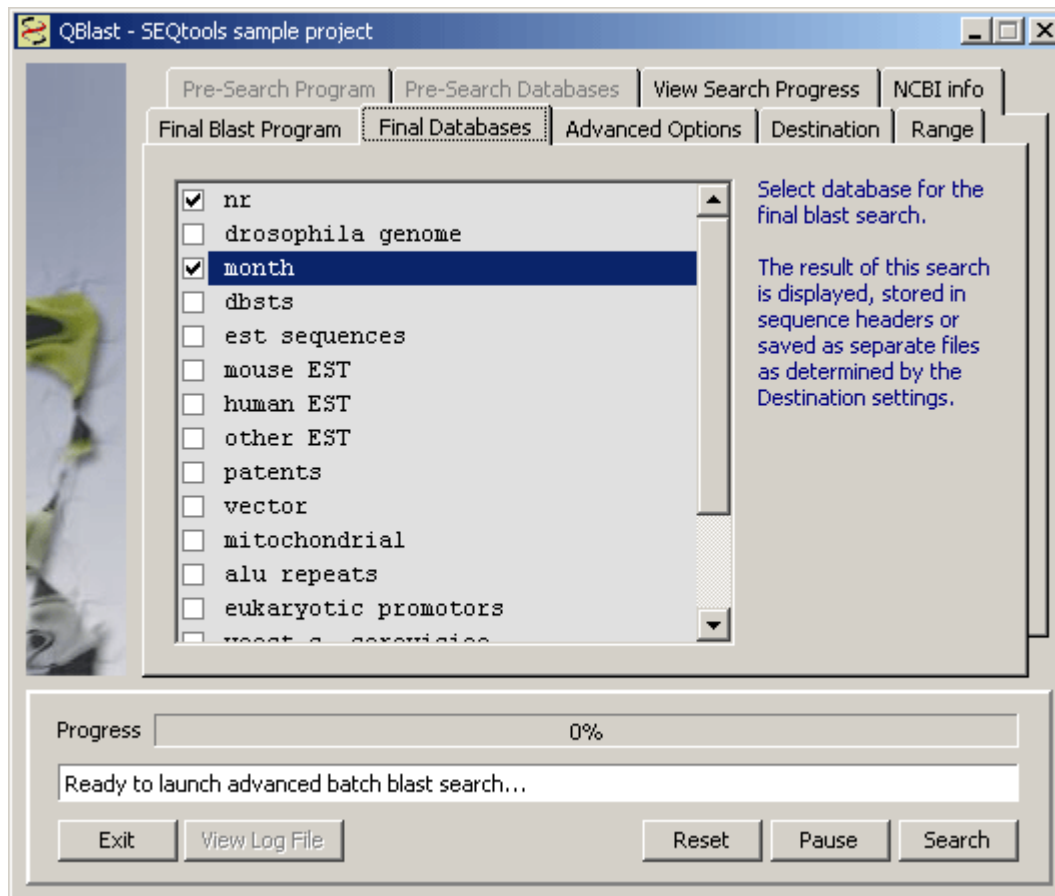 QBlast - SEQtools sample project
Pre-Search Program
Pre-Search Databases
View Search Progress
NCBI info
Final Blast Program
Final Databases
Advanced Options
Destination
Range
nr
drosophila genome
month
dbsts
est sequences
mouse EST
human EST
other EST
patents
vector
mitochondrial
alu repeats
eukaryotic promotors
Select database for the
final blast search.
The result of this search
is displayed, stored in
sequence headers or
saved as separate files
as determined by the
Destination settings.
Progress
0%
Ready to launch advanced batch blast search...
Exit
View Log File
Reset
Pause
Search